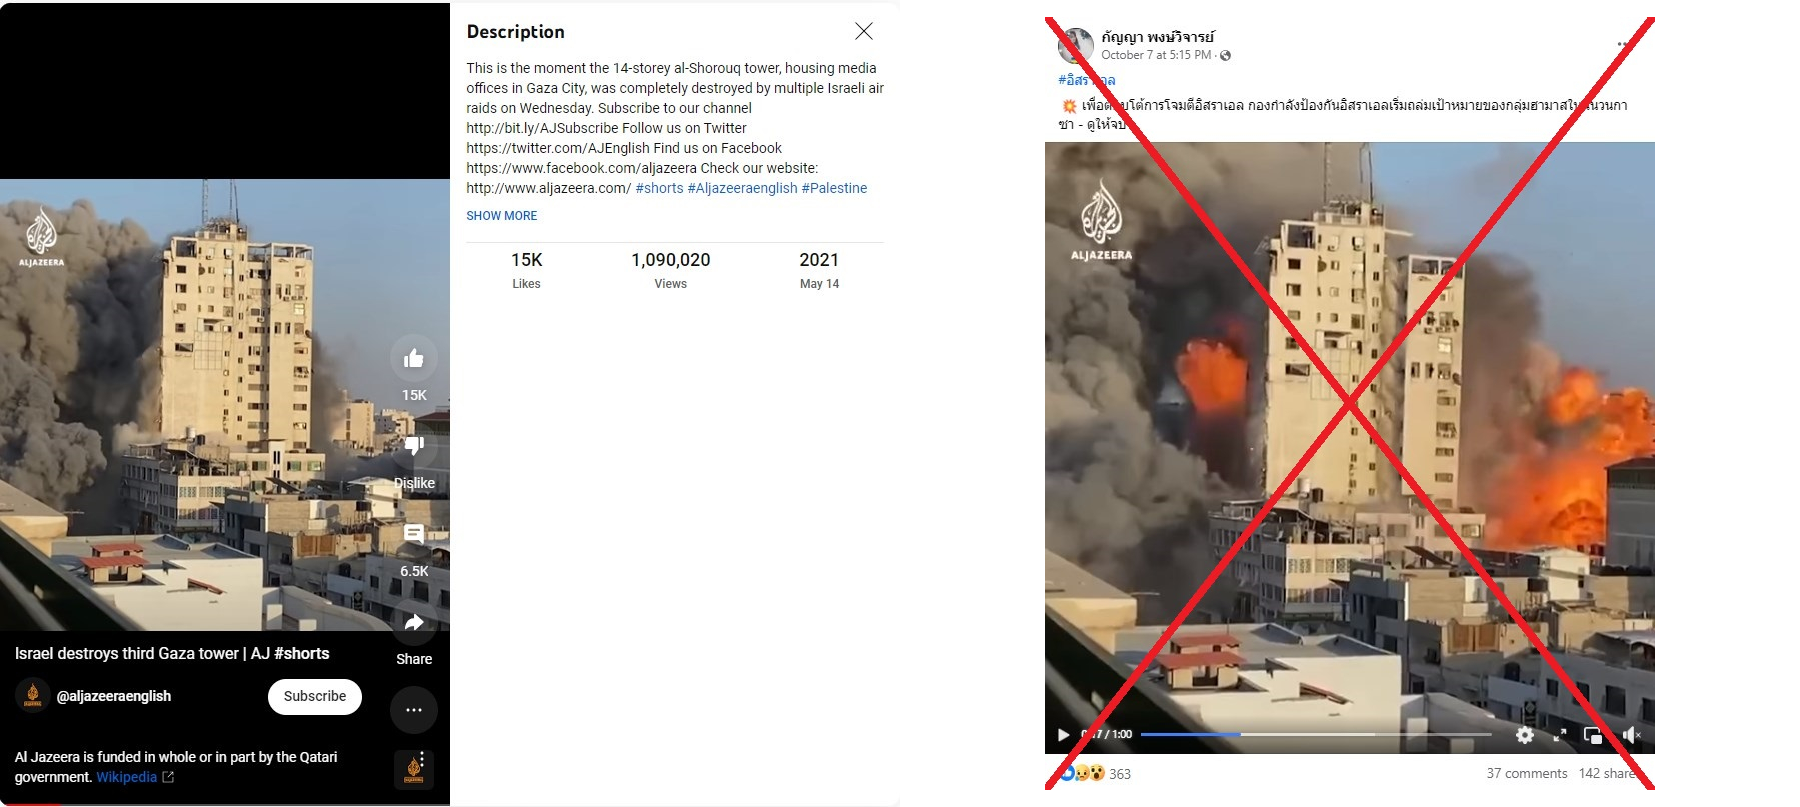 ALJAZEERA
15K
Dislike
6.5K
Share
Israel destroys third Gaza tower | AJ #shorts
@aljazeeraenglish
Subscribe
Al Jazeera is funded in whole or in part by the Qatari
government. Wikipedia
Description
This is the moment the 14-storey al-Shorouq tower, housing media
offices in Gaza City, was completely destroyed by multiple Israeli air
raids on Wednesday. Subscribe to our channel
http://bit.ly/AJSubscribe Follow us on Twitter
https://twitter.com/AJEnglish Find us on Facebook
https://www.facebook.com/aljazeera Check our website:
http://www.aljazeera.com/ #shorts #Aljazeeraenglish #Palestine
SHOW MORE
15K 1,090,020 2021
Likes Views May 14
กัญญา พงษ์วิจารย์
October 7 at 5:15 PM
#อิสราเอล
เพื่อตอบโต้การโจมตีอิสราเอล กองกำลังป้องกันอิสราเอลเริ่มถล่มเป้าหมายของกลุ่มฮามาสในฉนวนกา
ซา - ดูให้จบ
ALJAZEERA
/ 1:00
363
37 comments 142 shares